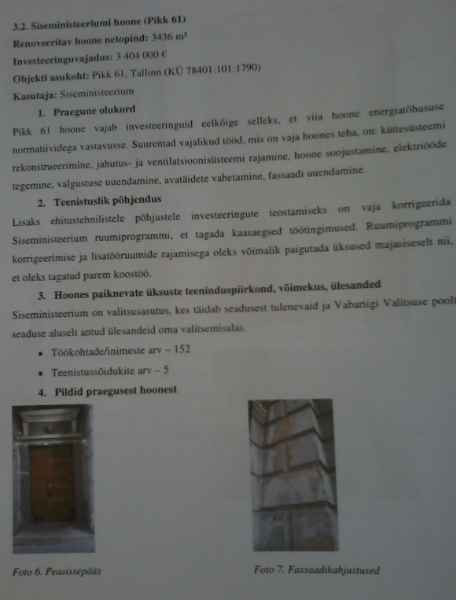 3.2. Siseministeeriumi hoone (Pikk 61)
Renoveeritav hoone netopind: 3436 m²
Investeeringuvajadus: 3 404 000 €
Objekti asukoht: Pikk 61, Tallinn (KÜ 78401:101:1790)
Kasutaja: Siseministeerium
1. Praegune olukord
Pikk 61 hoone vajab investeeringuid eelkõige selleks, et viia hoone energiatõhususe
normatiividega vastavusse. Suuremad vajalikud tööd, mis on vaja hoones teha, on: küttesüsteemi
rekonstrueerimine, jahutus- ja ventilatsioonisüsteemi rajamine, hoone soojustamine, elektritööde
tegemine, valgustuse uuendamine, avatäidete vahetamine, fassaadi uuendamine.
2. Teenistuslik põhjendus
Lisaks ehitustehnilistele põhjustele investeeringute teostamiseks on vaja korrigeerida
Siseministeerium ruumiprogrammi, et tagada kaasaegsed töötingimused. Ruumiprogrammi
korrigeerimise ja lisatööruumide rajamisega oleks võimalik paigutada üksused majasiseselt nii,
et oleks tagatud parem koostöö.
3. Hoones paiknevate üksuste teeninduspiirkond, võimekus, ülesanded
Siseministeerium on valitsusasutus, kes täidab seadusest tulenevaid ja Vabariigi Valitsuse poolt
seaduse aluselt antud ülesandeid oma valitsemisalas.
• Töökohtade/inimeste arv – 152
• Teenistussõidukite arv – 5
4. Pildid praegusest hoonest
Foto 6. Peasissepääs
Foto 7. Fassaadikahjustused